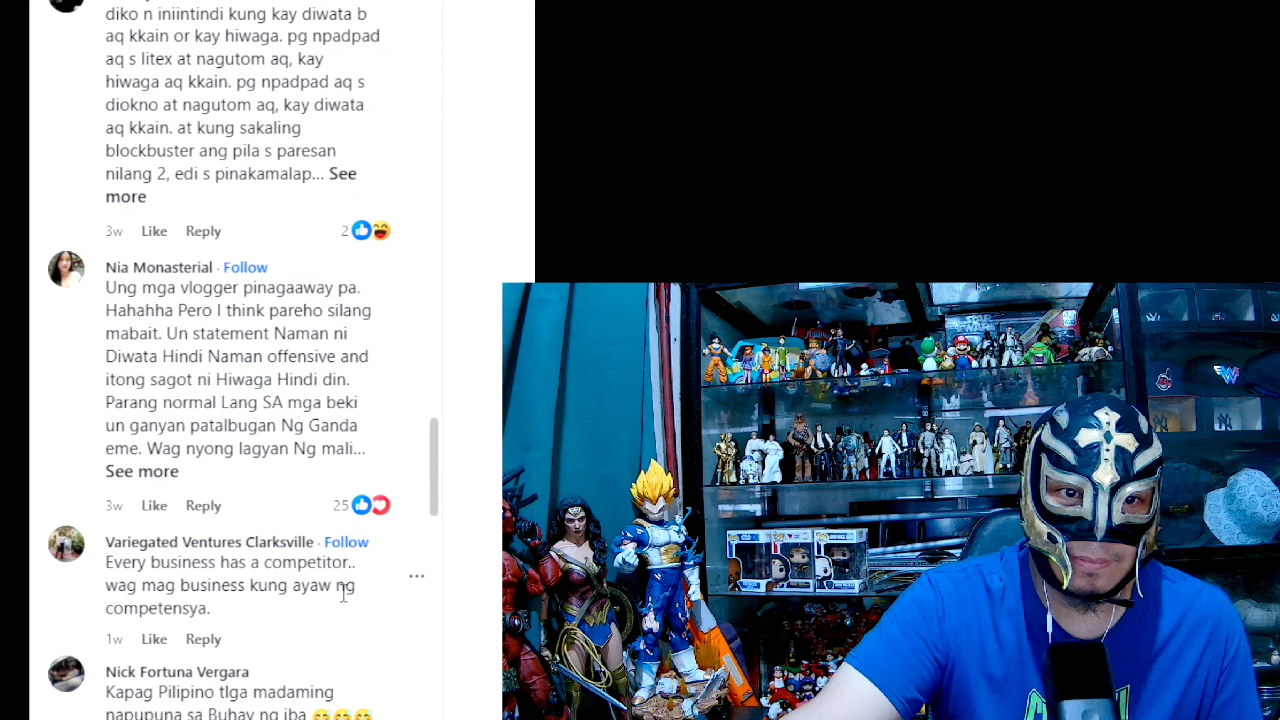 diko n iniintindi kung kay diwata b
aq kkain or kay hiwaga. pg npadpad
aq s litex at nagutom aq, kay
hiwaga aq kkain. pg npadpad aq s
diokno at nagutom aq, kay diwata
aq kkain. at kung sakaling
blockbuster ang pila s paresan
nilang 2, edi s pinakamalap... See
more
3w Like Reply 2
Nia Monasterial · Follow
Ung mga vlogger pinagaaway pa.
Hahahha Pero I think pareho silang
mabait. Un statement Naman ni
Diwata Hindi Naman offensive and
itong sagot ni Hiwaga Hindi din.
Parang normal Lang SA mga beki
un ganyan patalbugan Ng Ganda
eme. Wag nyong lagyan Ng mali...
See more
3w Like Reply 25
Variegated Ventures Clarksville · Follow
Every business has a competitor..
wag mag business kung ayaw ng
competensya.
1w Like Reply
Nick Fortuna Vergara
Kapag Pilipino tlga madaming
napupuna sa Buhay ng iba